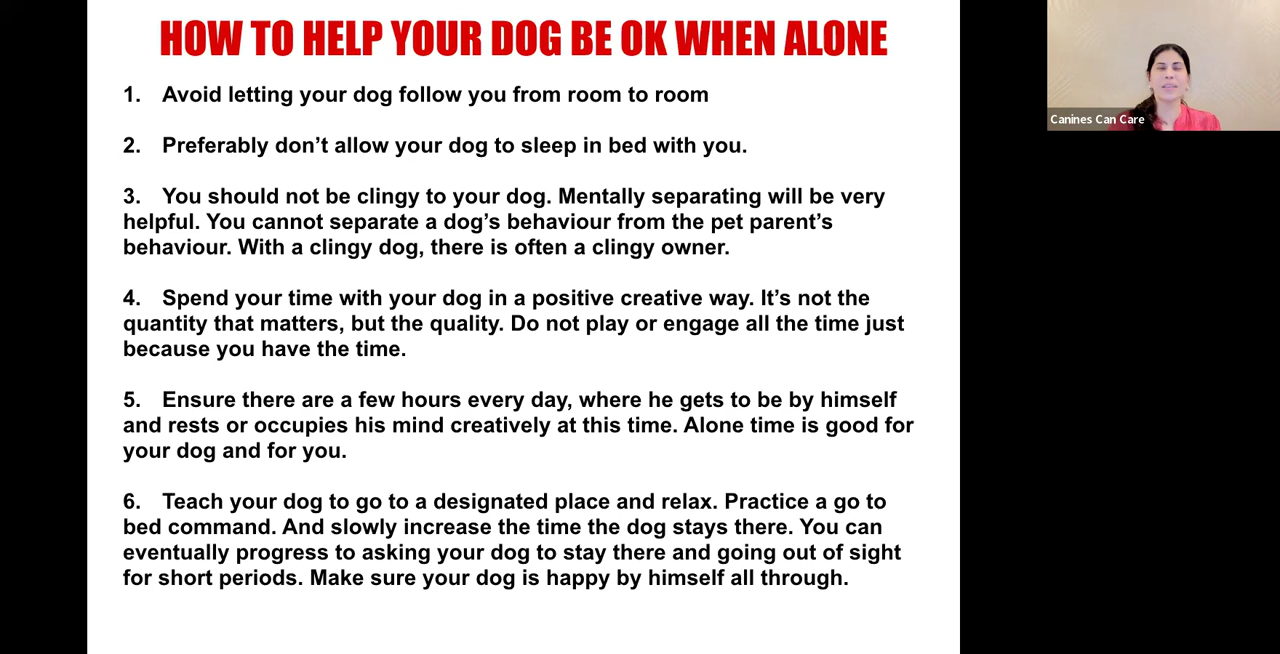 HOW TO HELP YOUR DOG BE OK WHEN ALONE
1. Avoid letting your dog follow you from room to room
2. Preferably don't allow your dog to sleep in bed with you.
3. You should not be clingy to your dog. Mentally separating will be very
helpful. You cannot separate a dog's behaviour from the pet parent's
behaviour. With a clingy dog, there is often a clingy owner.
4. Spend your time with your dog in a positive creative way. It's not the
quantity that matters, but the quality. Do not play or engage all the time just
because you have the time.
5. Ensure there are a few hours every day, where he gets to be by himself
and rests or occupies his mind creatively at this time. Alone time is good for
your dog and for you.
6. Teach your dog to go to a designated place and relax. Practice a go to
bed command. And slowly increase the time the dog stays there. You can
eventually progress to asking your dog to stay there and going out of sight
for short periods. Make sure your dog is happy by himself all through.
Canines Can Care